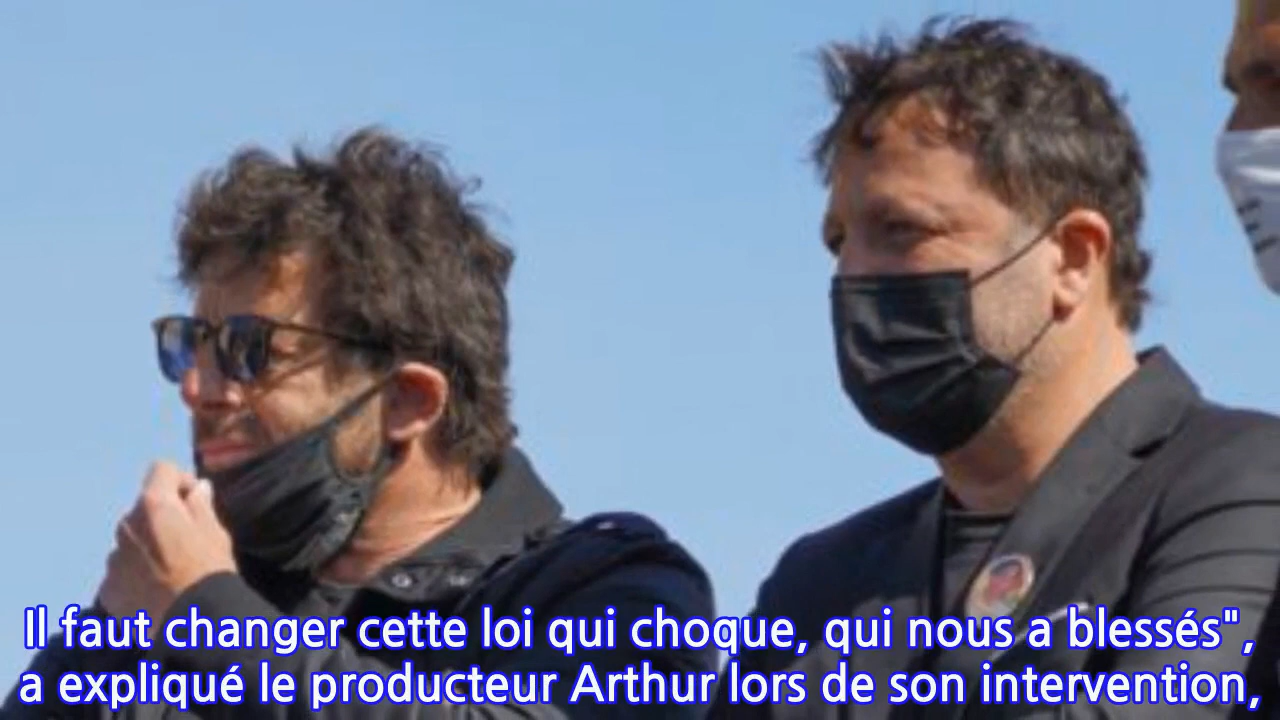 Il faut changer cette loi qui choque, qui nous a blessés",
a expliqué le producteur Arthur lors de son intervention,